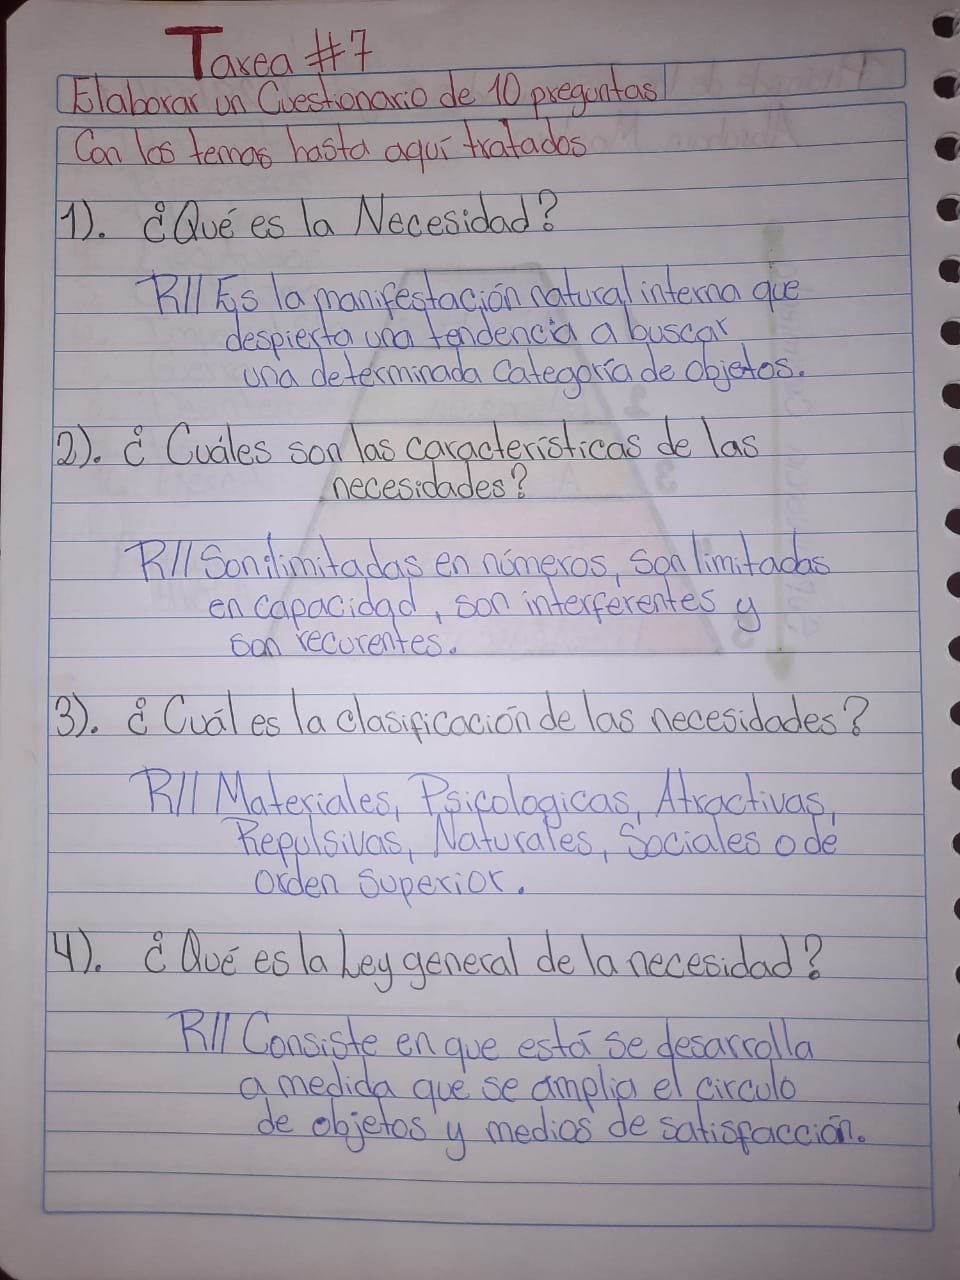 Tarea #7
Elaborar un Cuestionario de 10 preguntas
Con los temas hasta aquí tratados
1). ¿Qué es la Necesidad?
R// Es la manifestación natural interna que
despierta una tendencia a buscar
una determinada categoría de objetos.
2). ¿Cuáles son las características de las
necesidades?
R// Son ilimitadas en números, son limitadas
en capacidad, son interferentes y
son recurentes.
3). ¿Cuál es la clasificación de las necesidades?
R// Materiales, Psicologicas, Atractivas,
Repulsivas, Naturales, Sociales o de
orden superior.
4). ¿Qué es la Ley general de la necesidad?
R// Consiste en que está se desarrolla
a medida que se amplia el circulo
de objetos y medios de satisfacción.